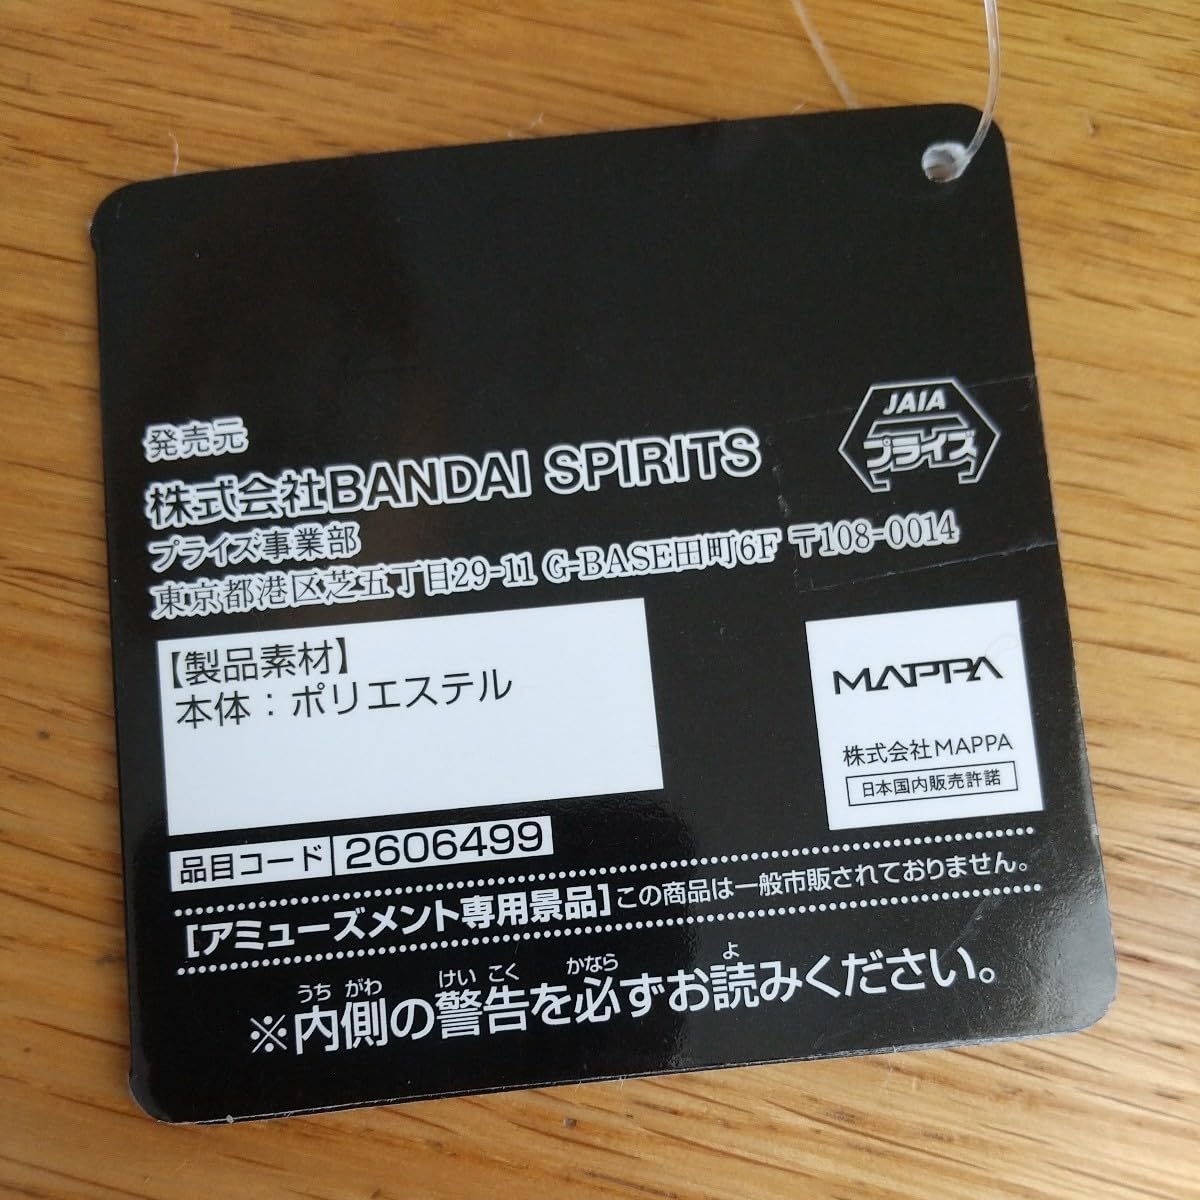 発売元
株式会社BANDAI SPIRITS
プライズ事業部
東京都港区芝五丁目29-11 G-BASE田町6F 〒108-0014
JAIA
プライズ
【製品素材】
本体：ポリエステル
MAPPA
株式会社MAPPA
日本国内販売許諾
品目コード 2606499
[アミューズメント専用景品]この商品は一般市販されておりません。
うち がわ けい こく かなら よ
※内側の警告を必ずお読みください。